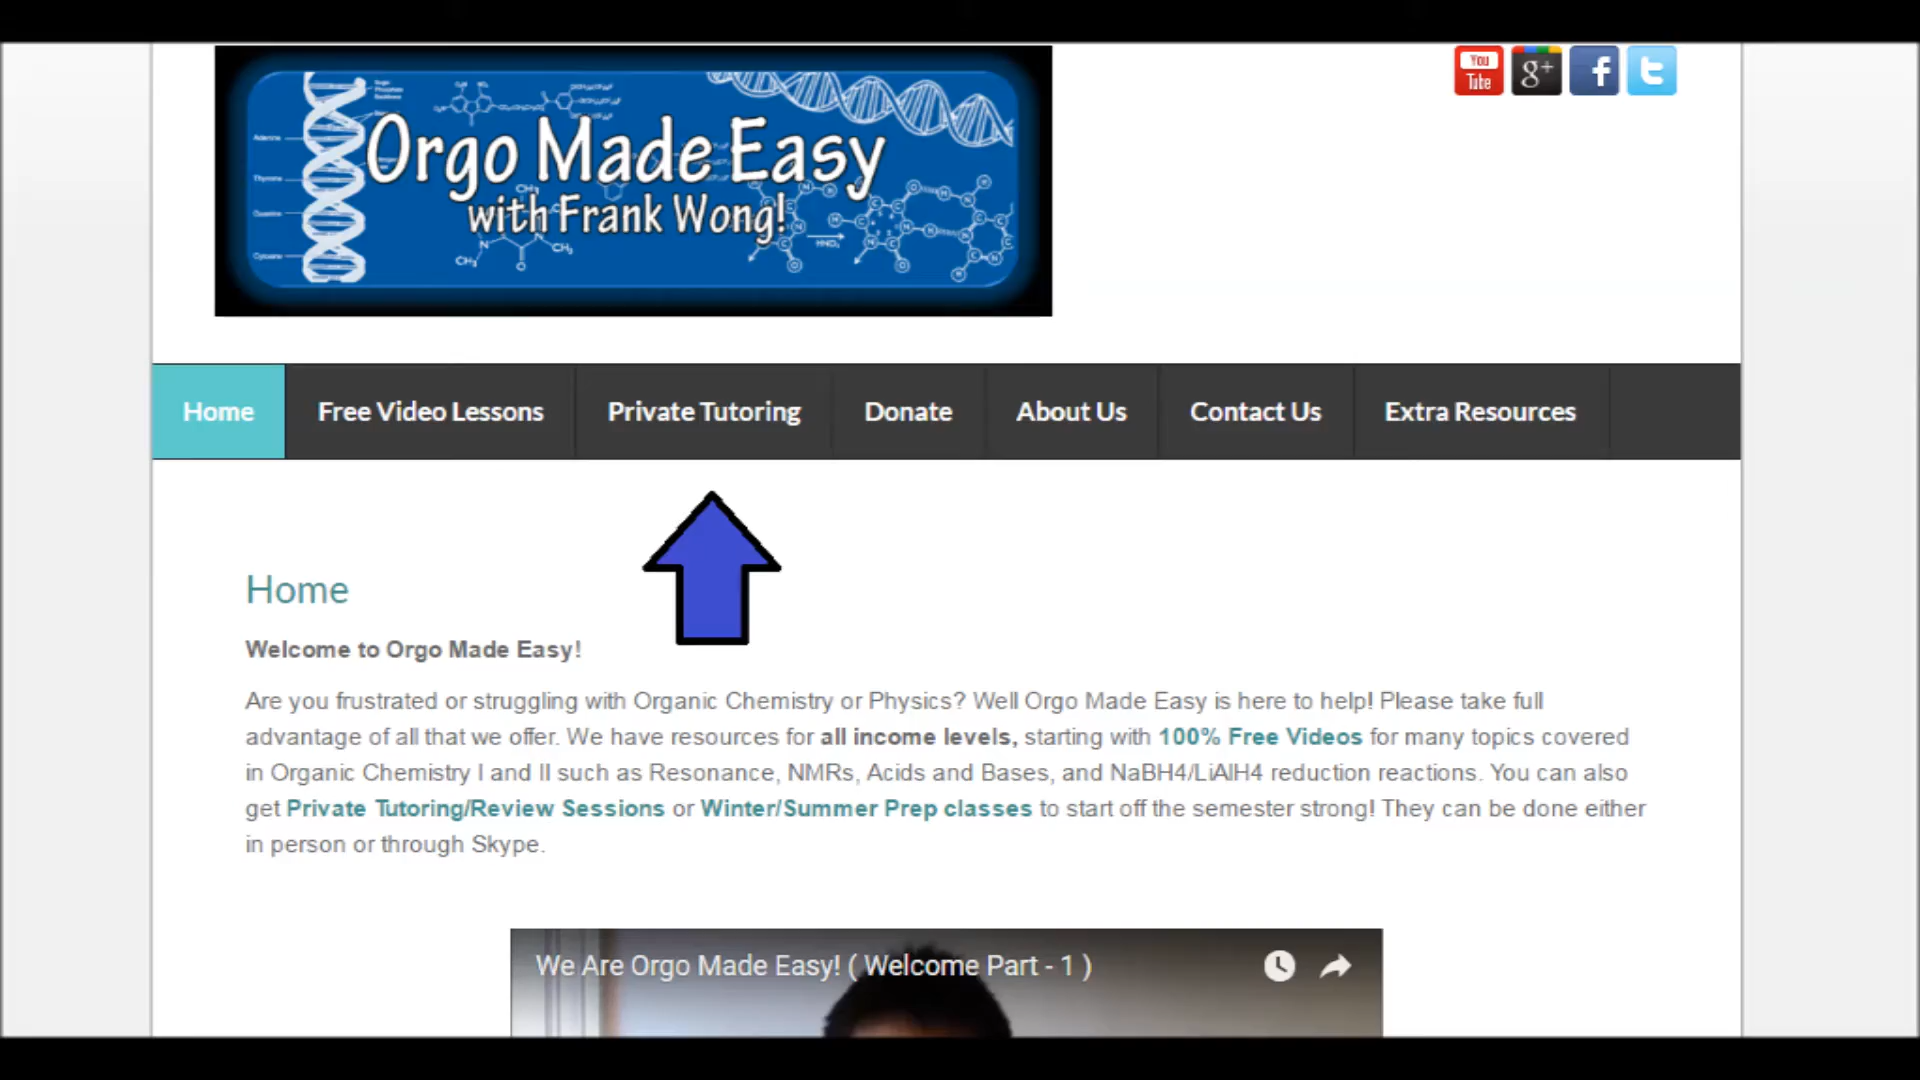 You
Tube
g+
f
t
Orgo Made Easy
with Frank Wong!
Adenine
Thymine
CH₃
HNO₃
Home
Free Video Lessons
Private Tutoring
Donate
About Us
Contact Us
Extra Resources
Home
Welcome to Orgo Made Easy!
Are you frustrated or struggling with Organic Chemistry or Physics? Well Orgo Made Easy is here to help! Please take full
advantage of all that we offer. We have resources for all income levels, starting with 100% Free Videos for many topics covered
in Organic Chemistry I and II such as Resonance, NMRs, Acids and Bases, and NaBH4/LiAlH4 reduction reactions. You can also
get Private Tutoring/Review Sessions or Winter/Summer Prep classes to start off the semester strong! They can be done either
in person or through Skype.
We Are Orgo Made Easy! ( Welcome Part - 1 )